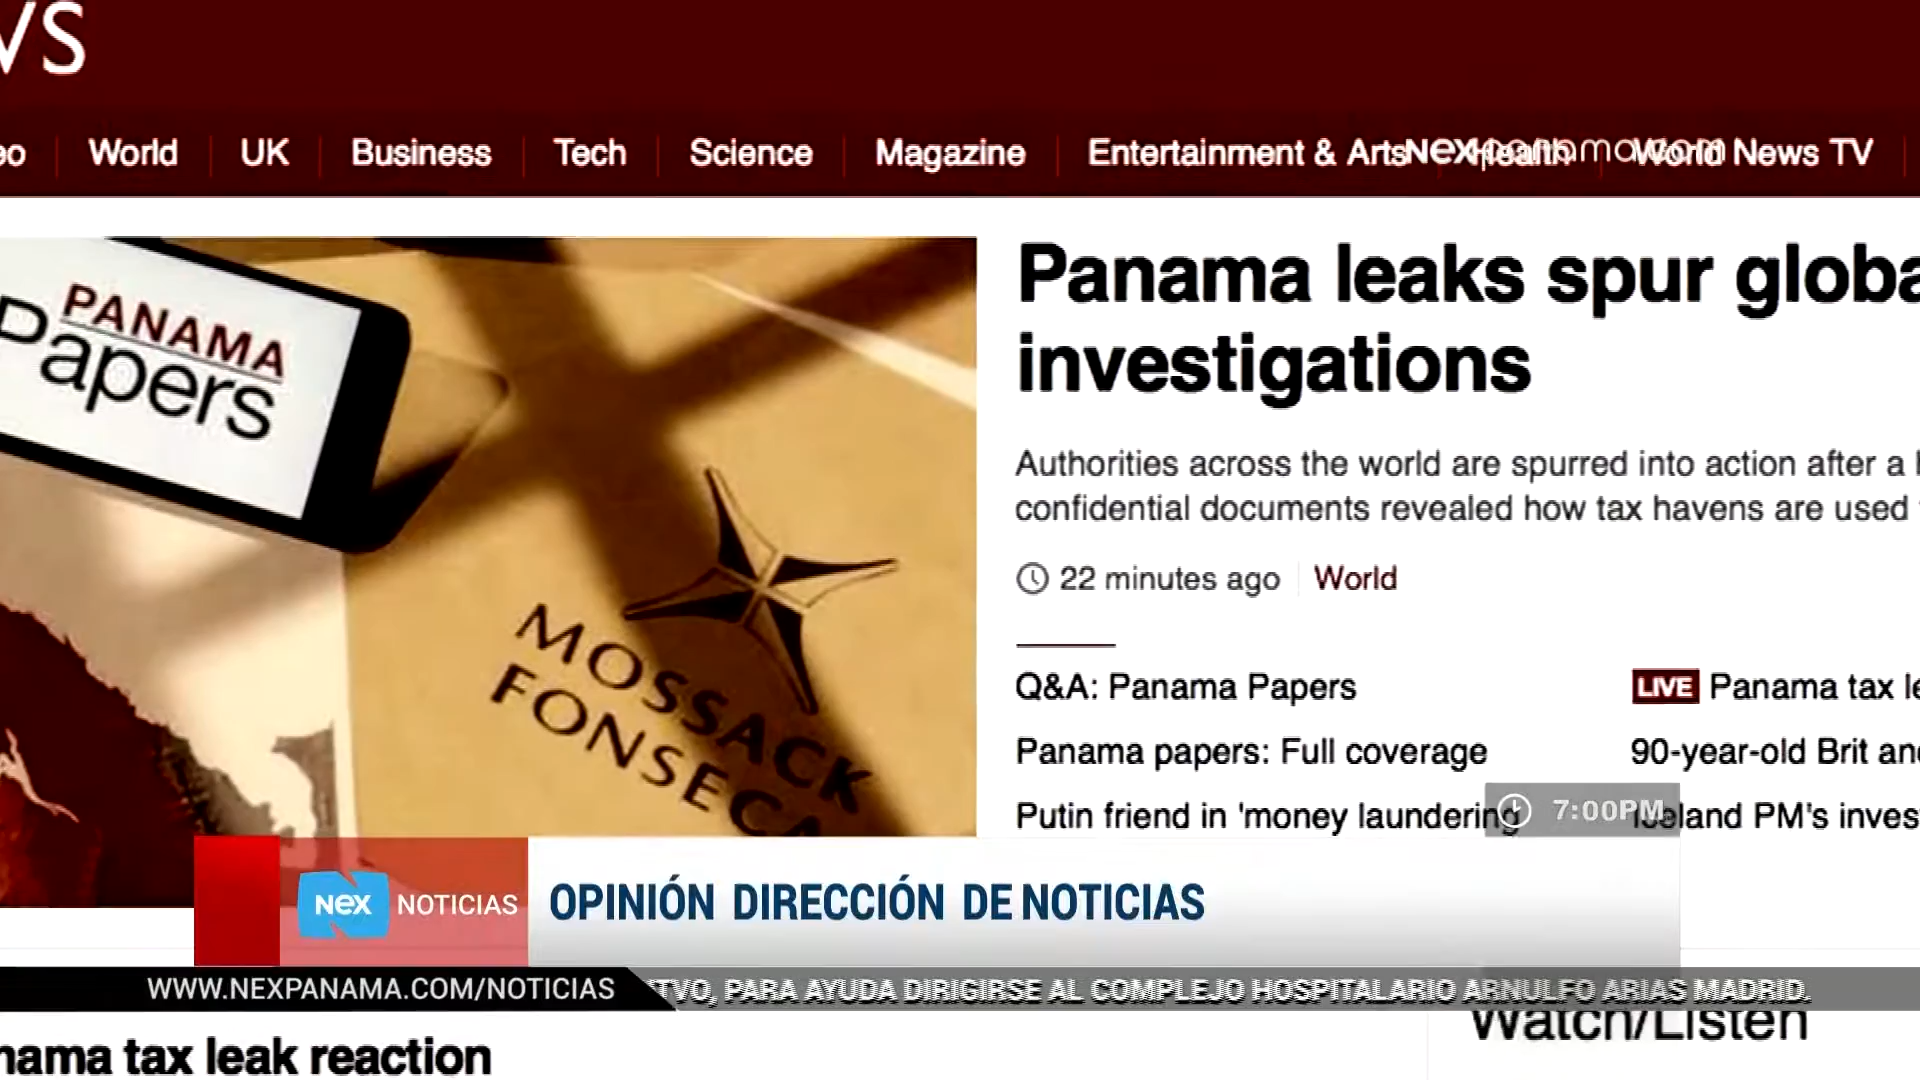 WS
World
UK
Business
Tech
Science
Magazine
Entertainment & Arts
Health
World News TV
nexpanama.com
PANAMA
Papers
MOSSACK
FONSECA
Panama leaks spur globa
investigations
Authorities across the world are spurred into action after a
confidential documents revealed how tax havens are used
22 minutes ago
World
Q&A: Panama Papers
LIVE Panama tax le
Panama papers: Full coverage
90-year-old Brit and
Putin friend in 'money laundering'
Iceland PM's inves
7:00PM
nex NOTICIAS
OPINIÓN DIRECCIÓN DE NOTICIAS
WWW.NEXPANAMA.COM/NOTICIAS
TVO, PARA AYUDA DIRIGIRSE AL COMPLEJO HOSPITALARIO ARNULFO ARIAS MADRID.
Watch/Listen
nama tax leak reaction